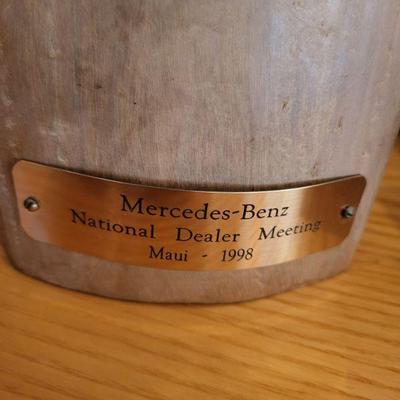 Mercedes-Benz
National Dealer Meeting
Maui - 1998